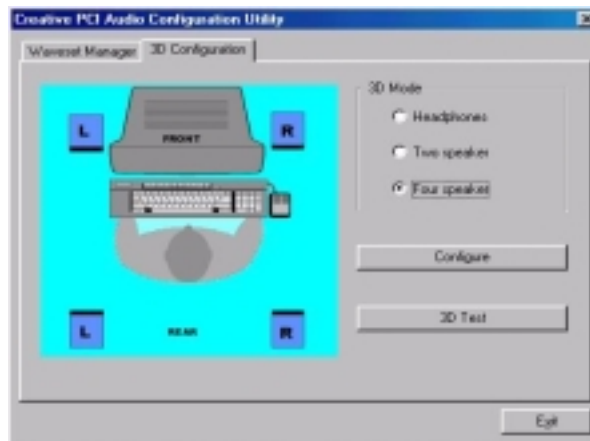 Creative PCI Audio Configuration Utility
Waveset Manager
3D Configuration
L
FRONT
R
L
REAR
R
3D Mode
Headphones
Two speaker
Four speaker
Configure
3D Test
Exit